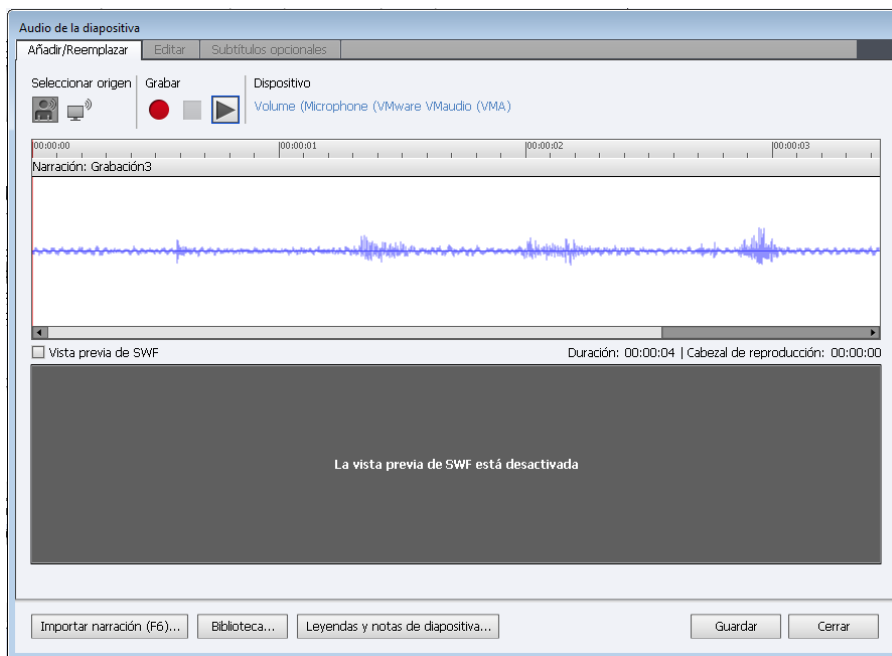 Audio de la diapositiva
Añadir/Reemplazar Editar Subtítulos opcionales
Seleccionar origen Grabar Dispositivo
Volume (Microphone (VMware VMaudio (VMA)
00:00:00 00:00:01 00:00:02 00:00:03
Narración: Grabación3
Vista previa de SWF Duración: 00:00:04 | Cabezal de reproducción: 00:00:00
La vista previa de SWF está desactivada
Importar narración (F6)... Biblioteca... Leyendas y notas de diapositiva... Guardar Cerrar